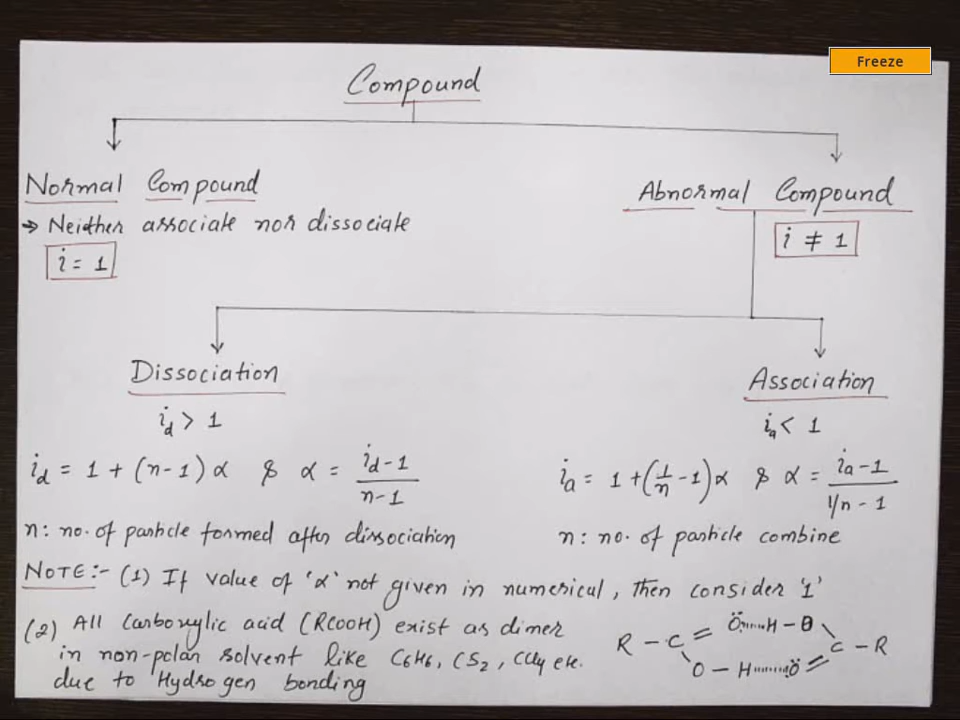 Freeze
Compound
Normal Compound
Abnormal Compound
→ Neither associate nor dissociate
i = 1
i ≠ 1
Dissociation
Association
i_d > 1
i_a < 1
i_d = 1 + (n-1) α & α = (i_d - 1)/(n-1)
i_a = 1 + (1/n - 1) α & α = (i_a - 1)/(1/n - 1)
n: no. of particle formed after dissociation
n: no. of particle combine
NOTE:- (1) If value of 'α' not given in numerical, then consider '1'
(2) All Carboxylic acid (RCOOH) exist as dimer
in non-polar solvent like C6H6, CS2, CCl4 etc.
due to Hydrogen bonding
R - C = Ö:......H - O \ C - R
\ O - H........Ö =